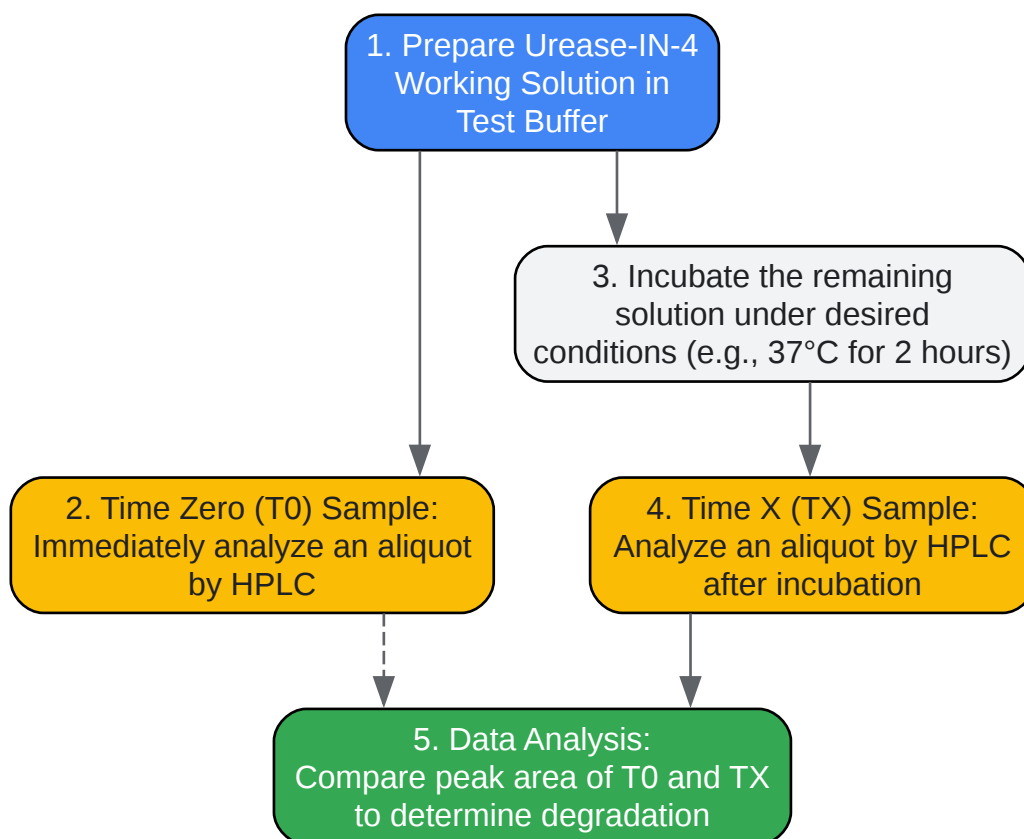 1. Prepare Urease-IN-4
Working Solution in
Test Buffer
3. Incubate the remaining
solution under desired
conditions (e.g., 37°C for 2 hours)
2. Time Zero (T0) Sample:
Immediately analyze an aliquot
by HPLC
4. Time X (TX) Sample:
Analyze an aliquot by HPLC
after incubation
5. Data Analysis:
Compare peak area of T0 and TX
to determine degradation